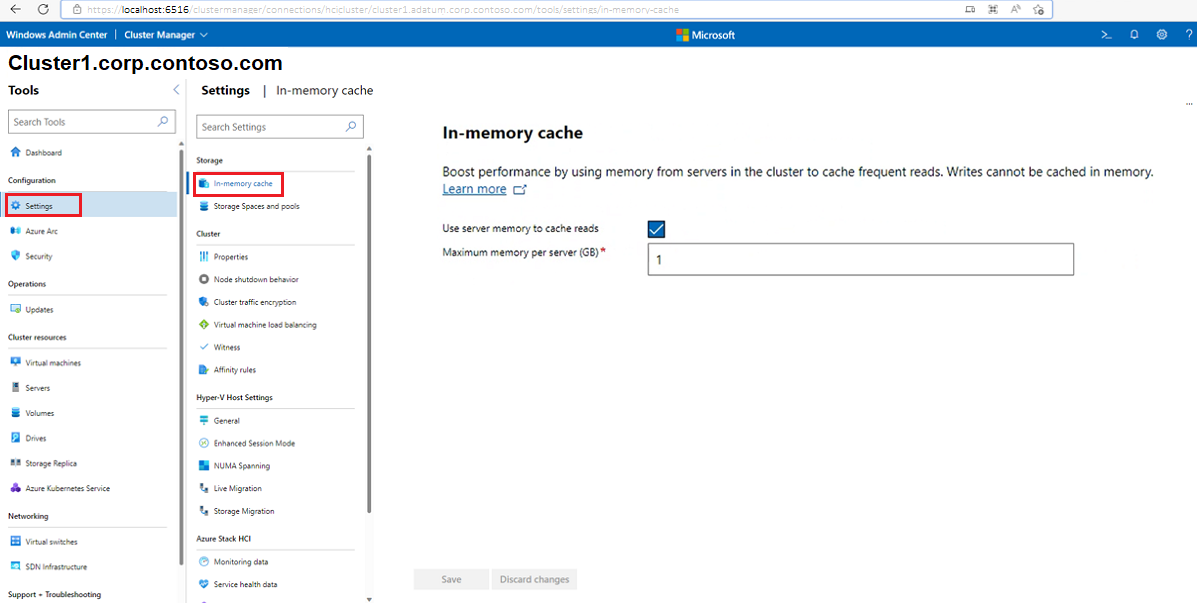 https://localhost:6516/clustermanager/connections/hcicluster/cluster1.adatum.corp.contoso.com/tools/settings/in-memory-cache
Windows Admin Center | Cluster Manager
Microsoft
>_
?
Cluster1.corp.contoso.com
Tools
Search Tools
Dashboard
Configuration
Settings
Azure Arc
Security
Operations
Updates
Cluster resources
Virtual machines
Servers
Volumes
Drives
Storage Replica
Azure Kubernetes Service
Networking
Virtual switches
SDN Infrastructure
Support + Troubleshooting
Settings | In-memory cache
Search Settings
Storage
In-memory cache
Storage Spaces and pools
Cluster
Properties
Node shutdown behavior
Cluster traffic encryption
Virtual machine load balancing
Witness
Affinity rules
Hyper-V Host Settings
General
Enhanced Session Mode
NUMA Spanning
Live Migration
Storage Migration
Azure Stack HCI
Monitoring data
Service health data
...
In-memory cache
Boost performance by using memory from servers in the cluster to cache frequent reads. Writes cannot be cached in memory.
Learn more
Use server memory to cache reads
Maximum memory per server (GB)*
1
Save
Discard changes